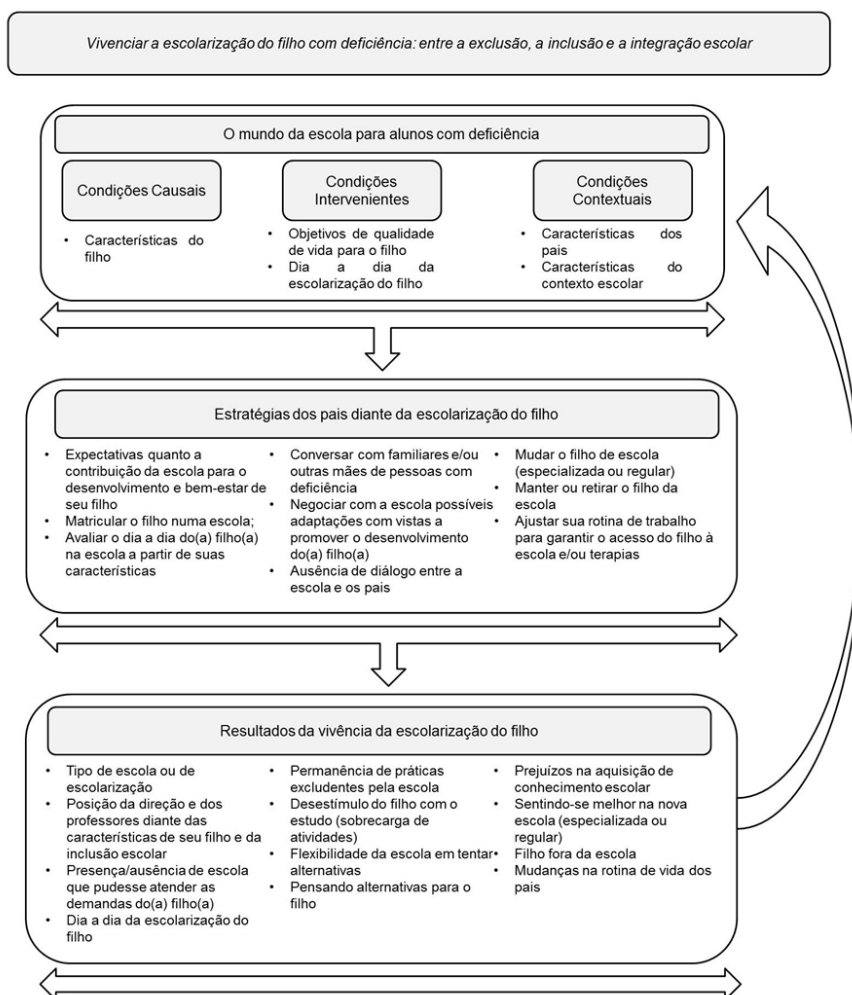 Vivenciar a escolarização do filho com deficiência: entre a exclusão, a inclusão e a integração escolar
O mundo da escola para alunos com deficiência
Condições Causais
• Características do
filho
Condições
Intervenientes
• Objetivos de qualidade
de vida para o filho
• Dia a dia da
escolarização do filho
Condições
Contextuais
• Características dos
pais
• Características do
contexto escolar
Estratégias dos pais diante da escolarização do filho
• Expectativas quanto a
contribuição da escola para o
desenvolvimento e bem-estar de
seu filho
• Matricular o filho numa escola;
• Avaliar o dia a dia do(a) filho(a)
na escola a partir de suas
características
• Conversar com familiares e/ou
outras mães de pessoas com
deficiência
• Negociar com a escola possíveis
adaptações com vistas a
promover o desenvolvimento
do(a) filho(a)
• Ausência de diálogo entre a
escola e os pais
• Mudar o filho de escola
(especializada ou regular)
• Manter ou retirar o filho da
escola
• Ajustar sua rotina de trabalho
para garantir o acesso do filho à
escola e/ou terapias
Resultados da vivência da escolarização do filho
• Tipo de escola ou de
escolarização
• Posição da direção e dos
professores diante das
características de seu filho e da
inclusão escolar
• Presença/ausência de escola
que pudesse atender as
demandas do(a) filho(a)
• Dia a dia da escolarização do
filho
• Permanência de práticas
excludentes pela escola
• Desestímulo do filho com o
estudo (sobrecarga de
atividades)
• Flexibilidade da escola em tentar
alternativas
• Pensando alternativas para o
filho
• Prejuízos na aquisição de
conhecimento escolar
• Sentindo-se melhor na nova
escola (especializada ou
regular)
• Filho fora da escola
• Mudanças na rotina de vida dos
pais